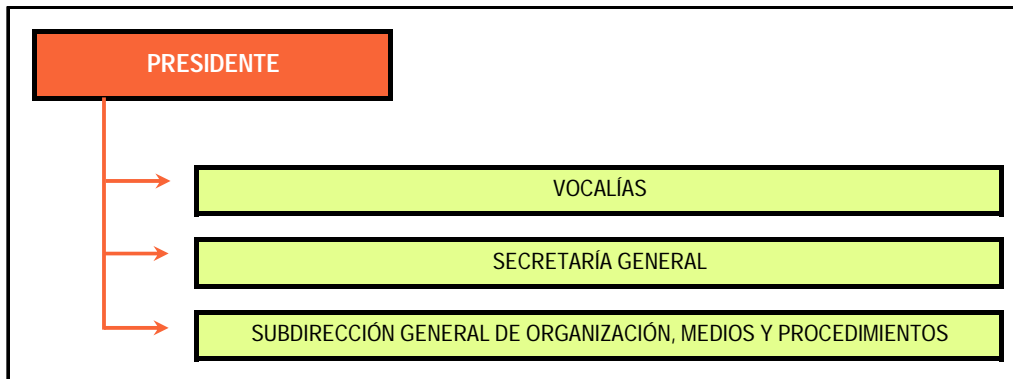 PRESIDENTE
VOCALÍAS
SECRETARÍA GENERAL
SUBDIRECCIÓN GENERAL DE ORGANIZACIÓN, MEDIOS Y PROCEDIMIENTOS